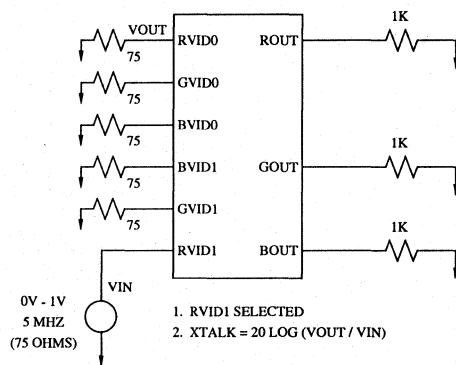 1K
VOUT
RVID0
ROUT
75
GVID0
75
BVID0
75
1K
BVID1
GOUT
75
GVID1
75
1K
RVID1
BOUT
VIN
0V - 1V
5 MHZ
(75 OHMS)
1. RVID1 SELECTED
2. XTALK = 20 LOG (VOUT / VIN)